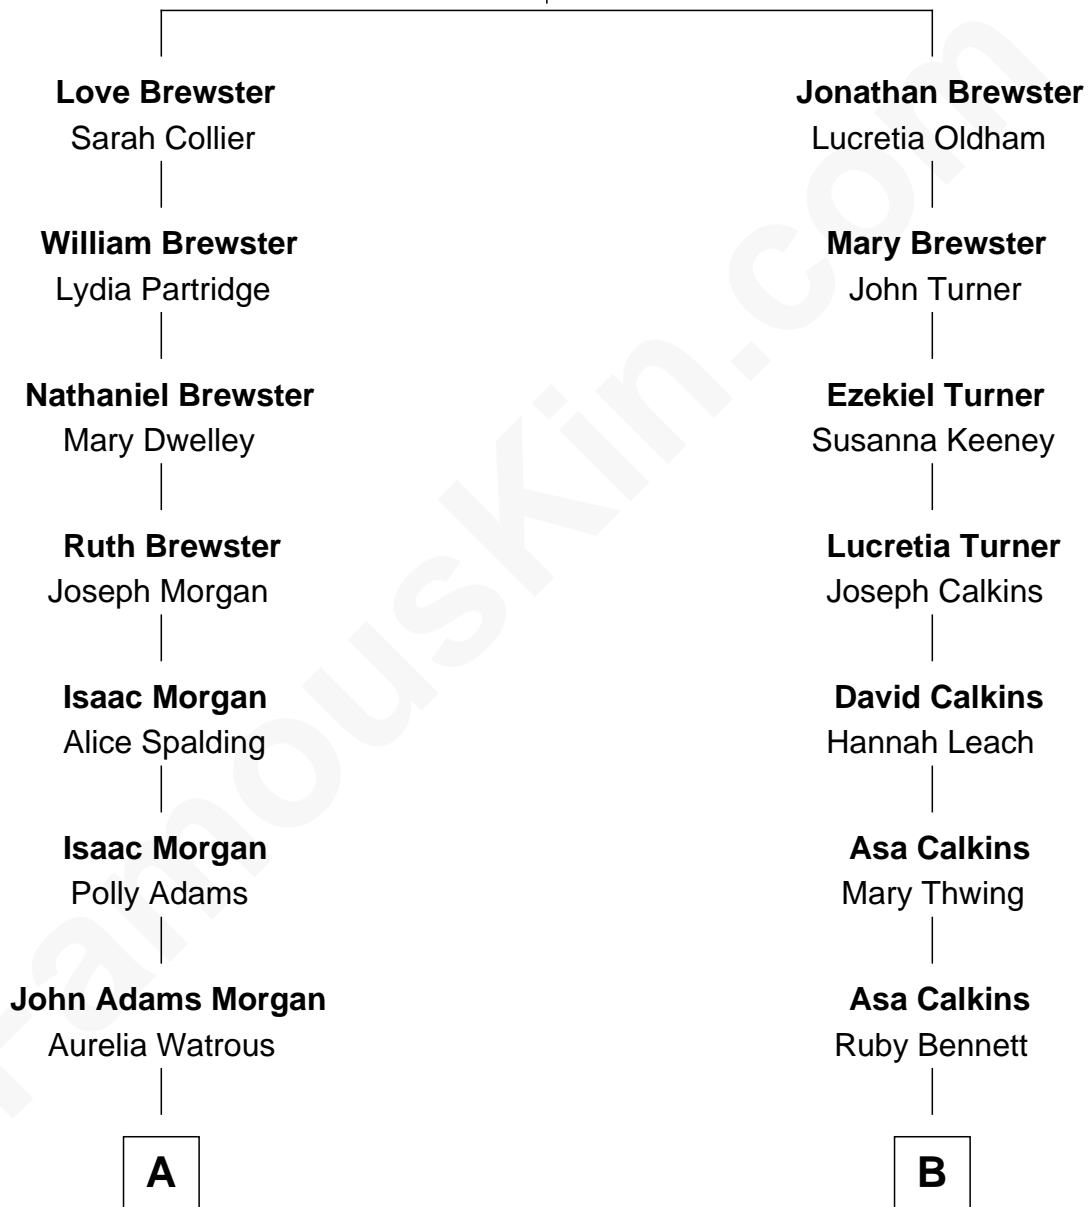 Love Brewster
Sarah Collier
Jonathan Brewster
Lucretia Oldham
William Brewster
Lydia Partridge
Mary Brewster
John Turner
Nathaniel Brewster
Mary Dwelley
Ezekiel Turner
Susanna Keeney
Ruth Brewster
Joseph Morgan
Lucretia Turner
Joseph Calkins
Isaac Morgan
Alice Spalding
David Calkins
Hannah Leach
Isaac Morgan
Polly Adams
Asa Calkins
Mary Thwing
John Adams Morgan
Aurelia Watrous
Asa Calkins
Ruby Bennett
A
B
FamousKin.com